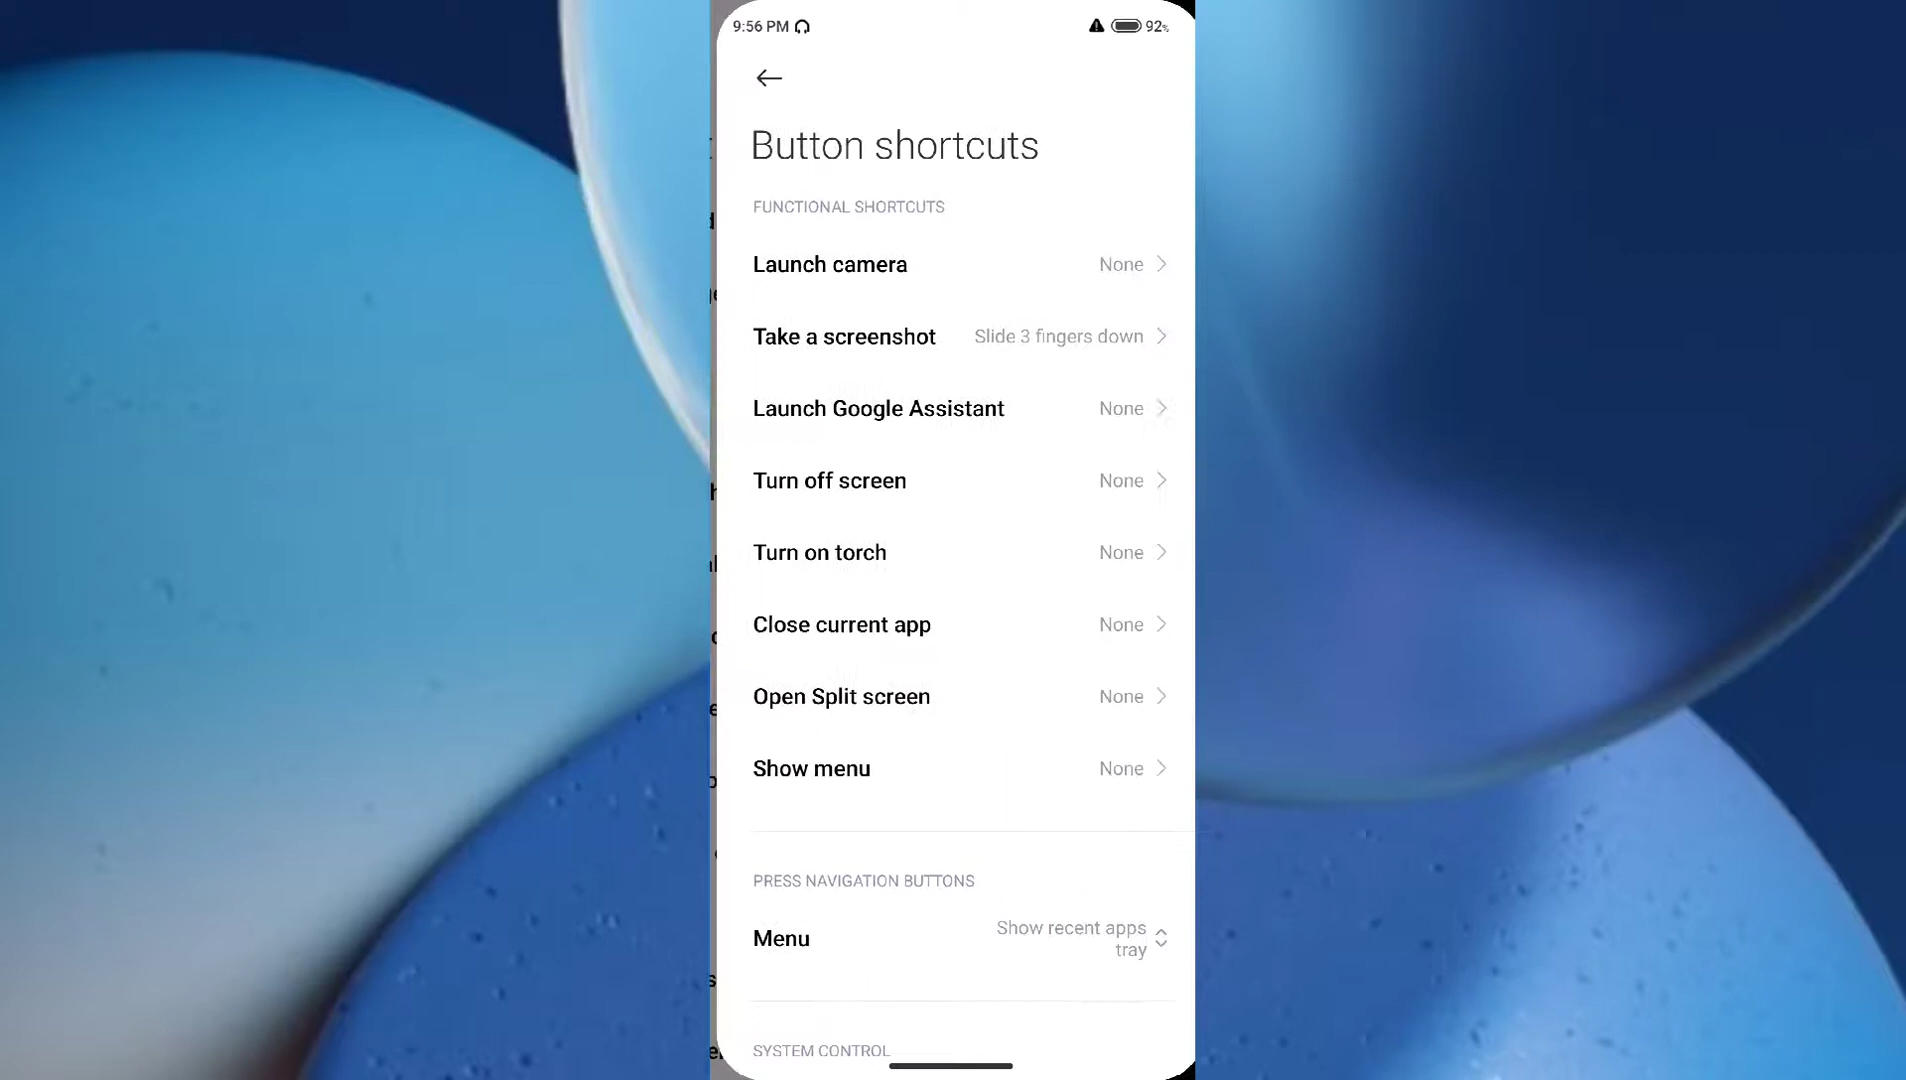 9:56 PM 92%
Button shortcuts
FUNCTIONAL SHORTCUTS
Launch camera None
Take a screenshot Slide 3 fingers down
Launch Google Assistant None
Turn off screen None
Turn on torch None
Close current app None
Open Split screen None
Show menu None
PRESS NAVIGATION BUTTONS
Menu Show recent apps
tray
SYSTEM CONTROL